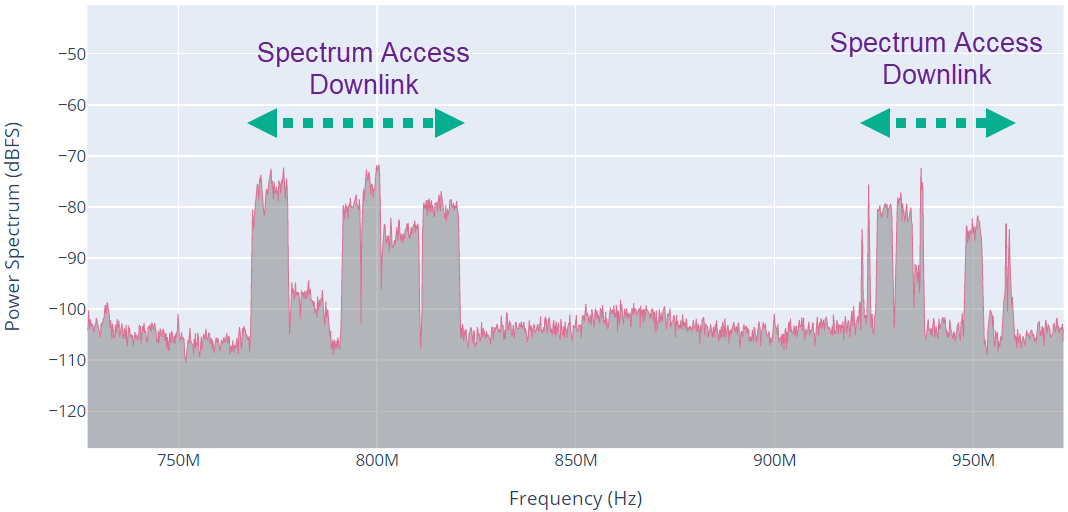 Spectrum Access
Downlink
Spectrum Access
Downlink
−50
−60
−70
−80
−90
−100
−110
−120
Power Spectrum (dBFS)
750M
800M
850M
900M
950M
Frequency (Hz)